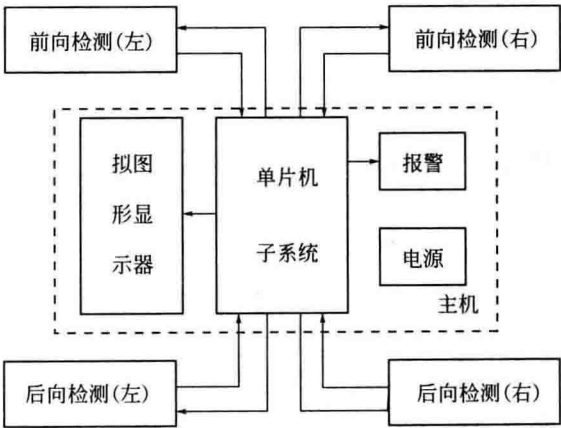 前向检测(左)
前向检测(右)
拟图
形显
示器
单片机
子系统
报警
电源
主机
后向检测(左)
后向检测(右)